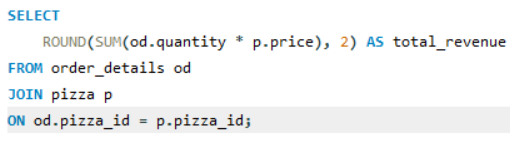 SELECT
ROUND(SUM(od.quantity * p.price), 2) AS total_revenue
FROM order_details od
JOIN pizza p
ON od.pizza_id = p.pizza_id;